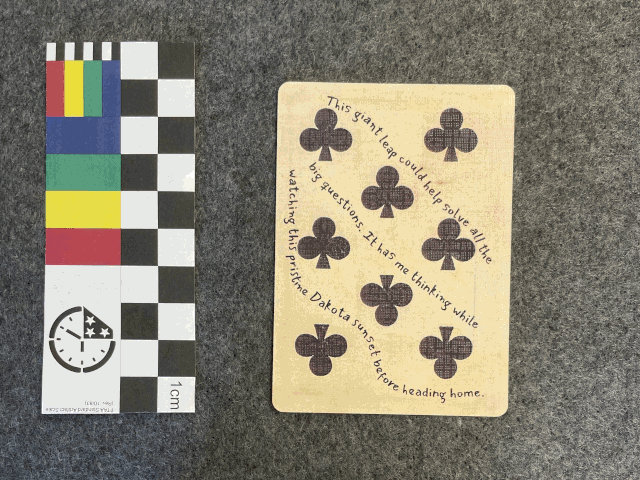 This giant leap could help solve all the
big questions. It has me thinking while
watching this pristine Dakota sunset before heading home.
1cm
FTAA Standard Artifact Scale